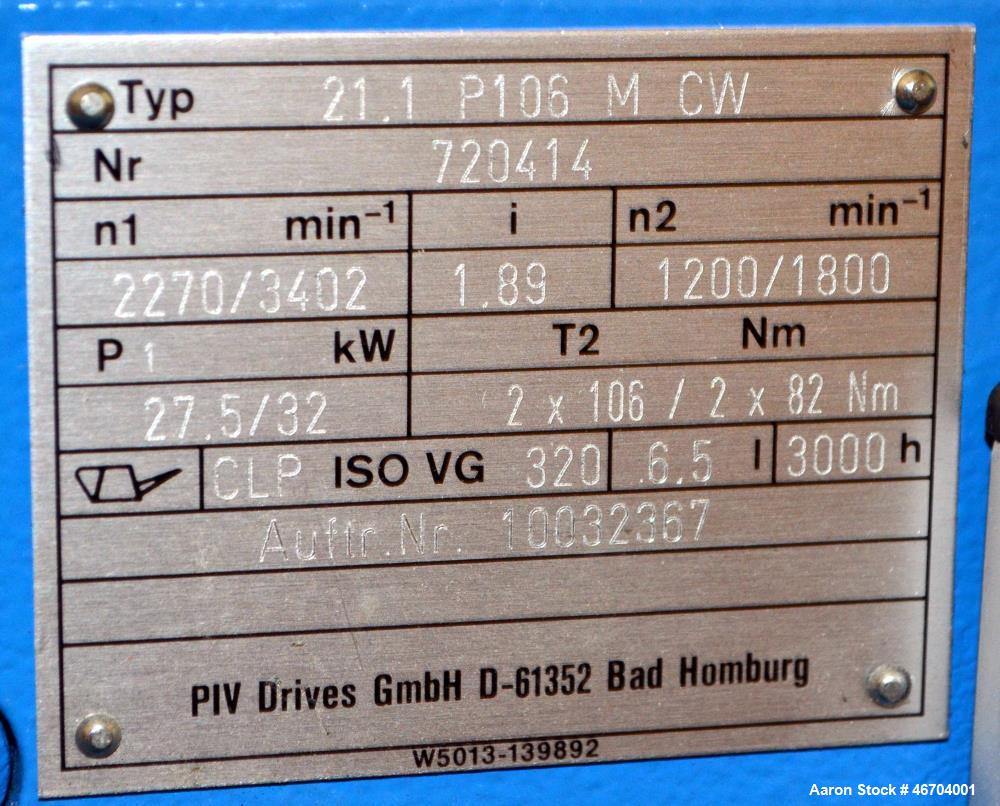 Typ 21.1 P106 M CW
Nr 720414
n1 min⁻¹ i n2 min⁻¹
2270/3402 1.89 1200/1800
P 1 kW T2 Nm
27.5/32 2 x 106 / 2 x 82 Nm
CLP ISO VG 320 6.5 l 3000 h
Auftr.Nr. 10032367
PIV Drives GmbH D-61352 Bad Homburg
W5013-139892
Aaron Stock # 46704001